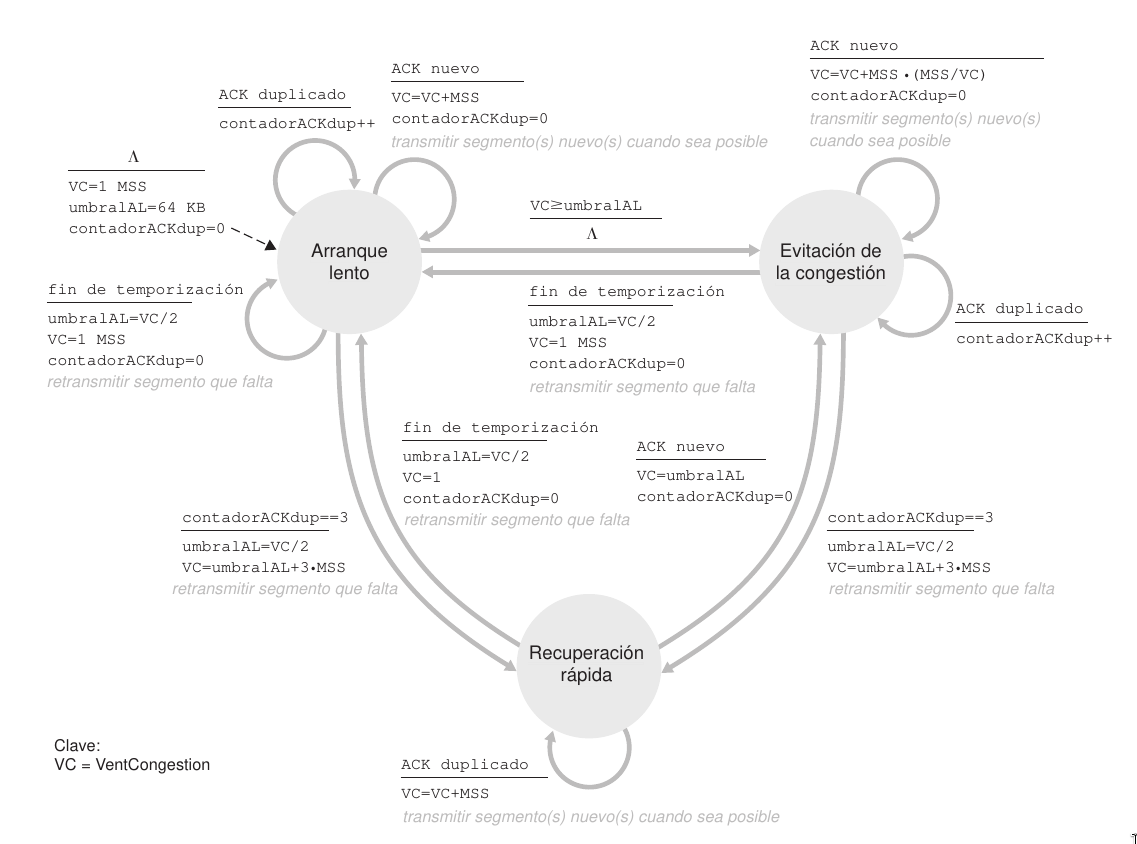 ACK nuevo
VC=VC+MSS •(MSS/VC)
contadorACKdup=0
transmitir segmento(s) nuevo(s)
cuando sea posible
ACK nuevo
VC=VC+MSS
contadorACKdup=0
transmitir segmento(s) nuevo(s) cuando sea posible
ACK duplicado
contadorACKdup++
Λ
VC=1 MSS
umbralAL=64 KB
contadorACKdup=0
VC≥umbralAL
Λ
Arranque
lento
Evitación de
la congestión
fin de temporización
umbralAL=VC/2
VC=1 MSS
contadorACKdup=0
retransmitir segmento que falta
fin de temporización
umbralAL=VC/2
VC=1 MSS
contadorACKdup=0
retransmitir segmento que falta
ACK duplicado
contadorACKdup++
fin de temporización
umbralAL=VC/2
VC=1
contadorACKdup=0
retransmitir segmento que falta
ACK nuevo
VC=umbralAL
contadorACKdup=0
contadorACKdup==3
umbralAL=VC/2
VC=umbralAL+3•MSS
retransmitir segmento que falta
contadorACKdup==3
umbralAL=VC/2
VC=umbralAL+3•MSS
retransmitir segmento que falta
Recuperación
rápida
Clave:
VC = VentCongestion
ACK duplicado
VC=VC+MSS
transmitir segmento(s) nuevo(s) cuando sea posible